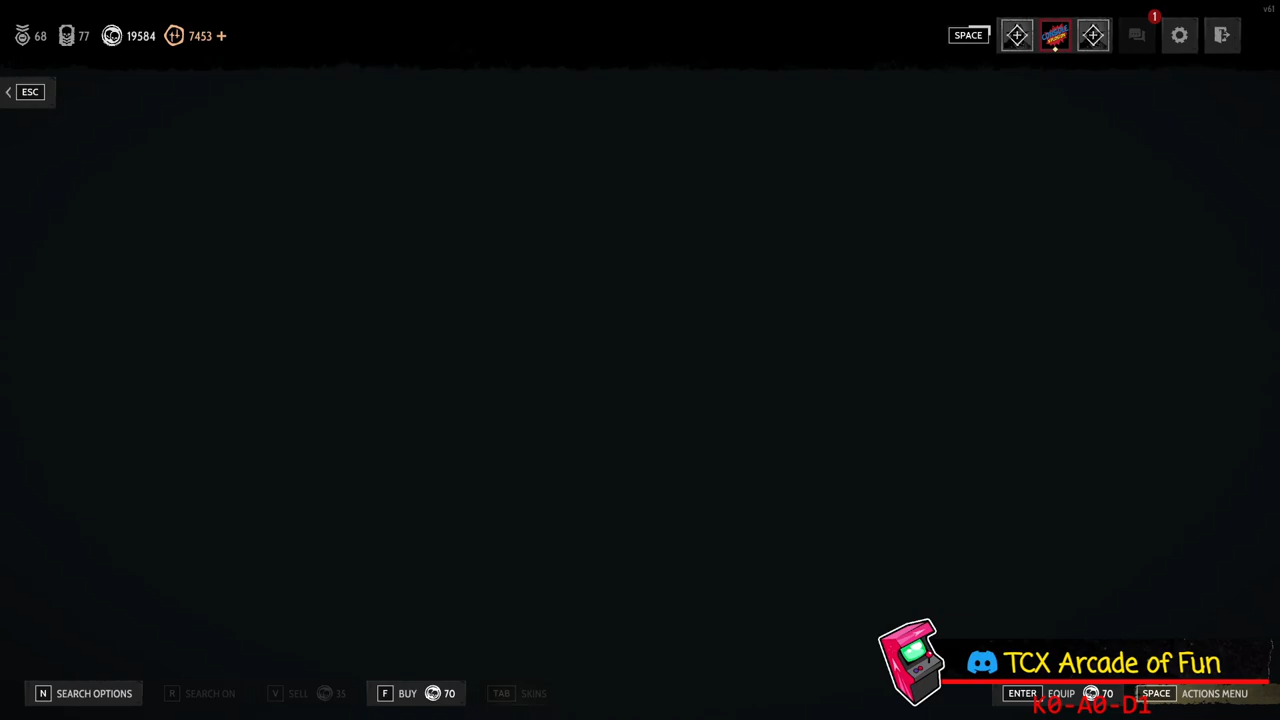 v61
68 77 19584 7453 +
SPACE
1
ESC
TCX Arcade of Fun
N SEARCH OPTIONS R SEARCH ON V SELL 35 F BUY 70 TAB SKINS ENTER EQUIP 70 SPACE ACTIONS MENU
K0-A0-D1